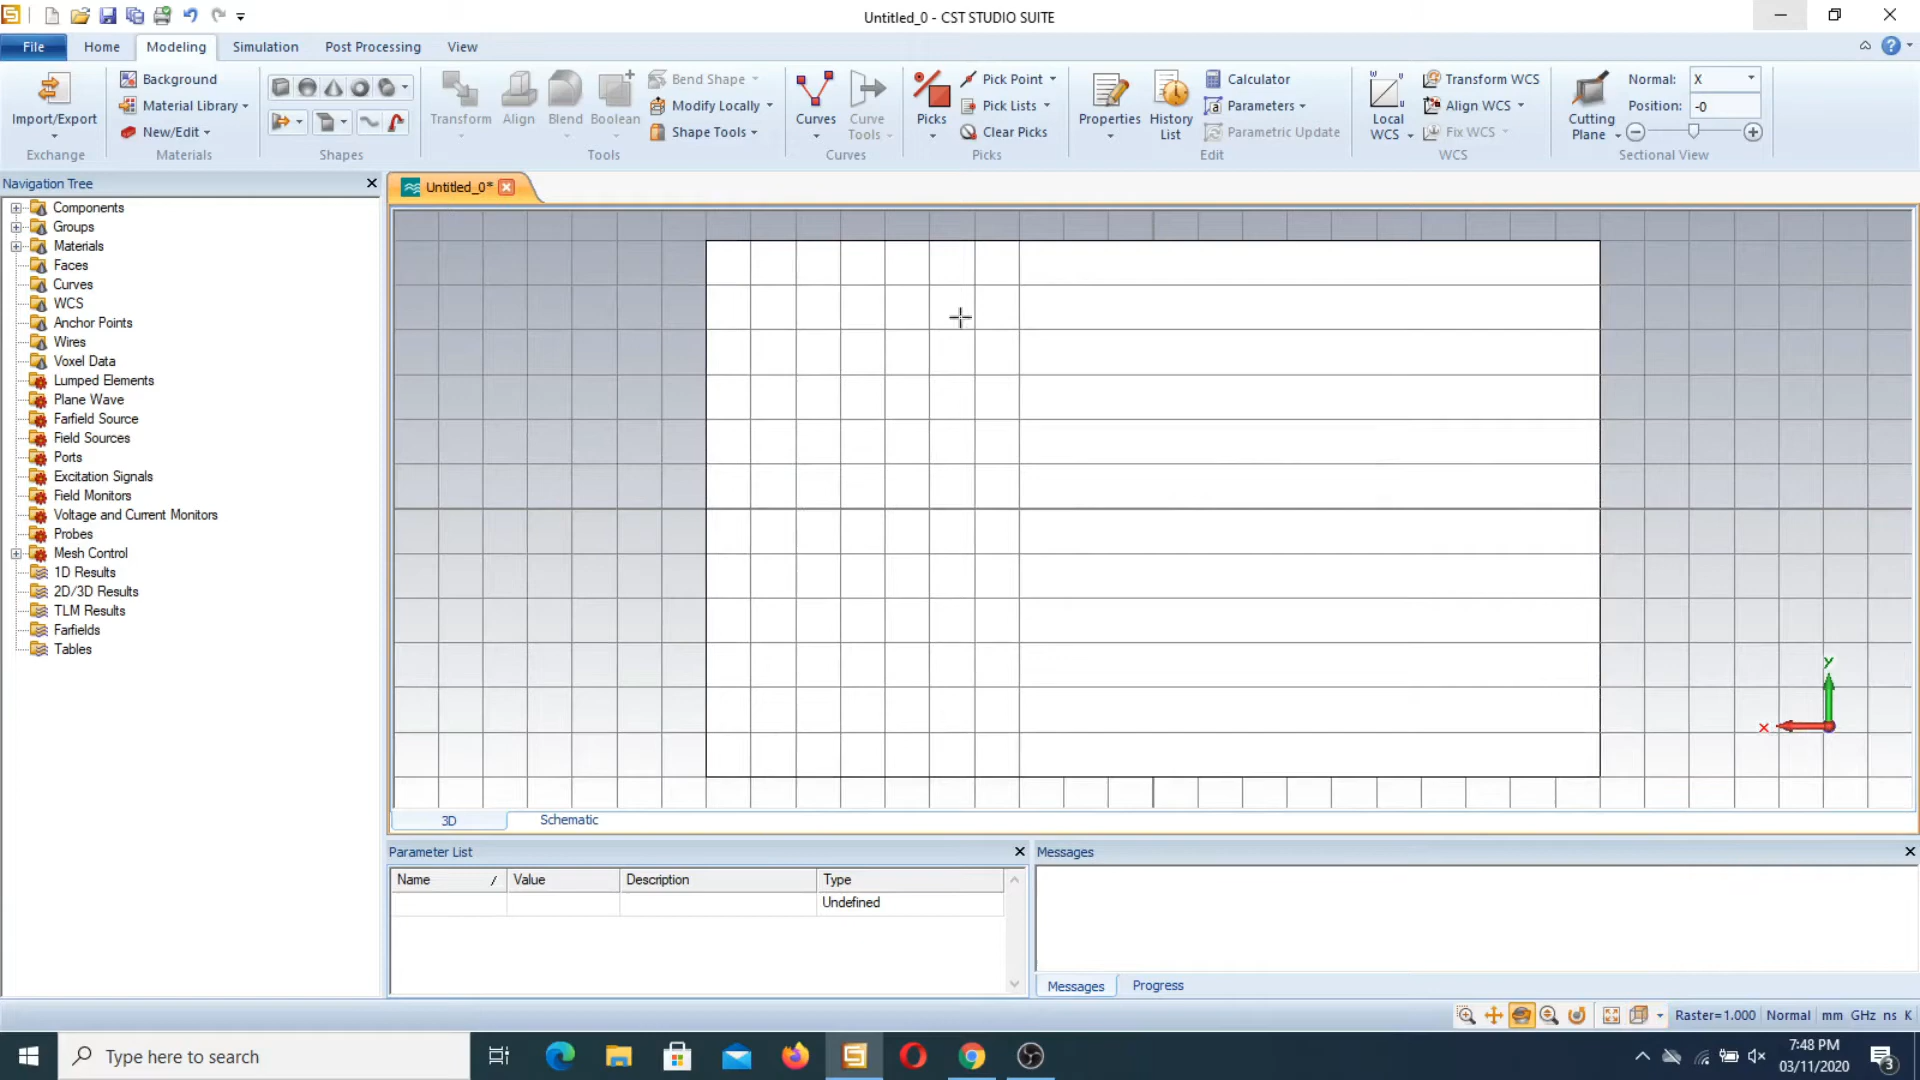 Untitled_0 - CST STUDIO SUITE
File Home Modeling Simulation Post Processing View
Import/Export
Exchange
Background
Material Library
New/Edit
Materials
Shapes
Transform Align Blend Boolean
Bend Shape
Modify Locally
Shape Tools
Tools
Curves
Curve Tools
Curves
Picks
Pick Point
Pick Lists
Clear Picks
Picks
Properties
History List
Calculator
Parameters
Parametric Update
Edit
Local WCS
Transform WCS
Align WCS
Fix WCS
WCS
Cutting Plane
Normal: X
Position: -0
Sectional View
Navigation Tree
Untitled_0*
Components
Groups
Materials
Faces
Curves
WCS
Anchor Points
Wires
Voxel Data
Lumped Elements
Plane Wave
Farfield Source
Field Sources
Ports
Excitation Signals
Field Monitors
Voltage and Current Monitors
Probes
Mesh Control
1D Results
2D/3D Results
TLM Results
Farfields
Tables
y
x
3D Schematic
Parameter List
Name / Value Description Type
Undefined
Messages
Messages Progress
Raster=1.000 Normal mm GHz ns K
Type here to search
7:48 PM
03/11/2020
3